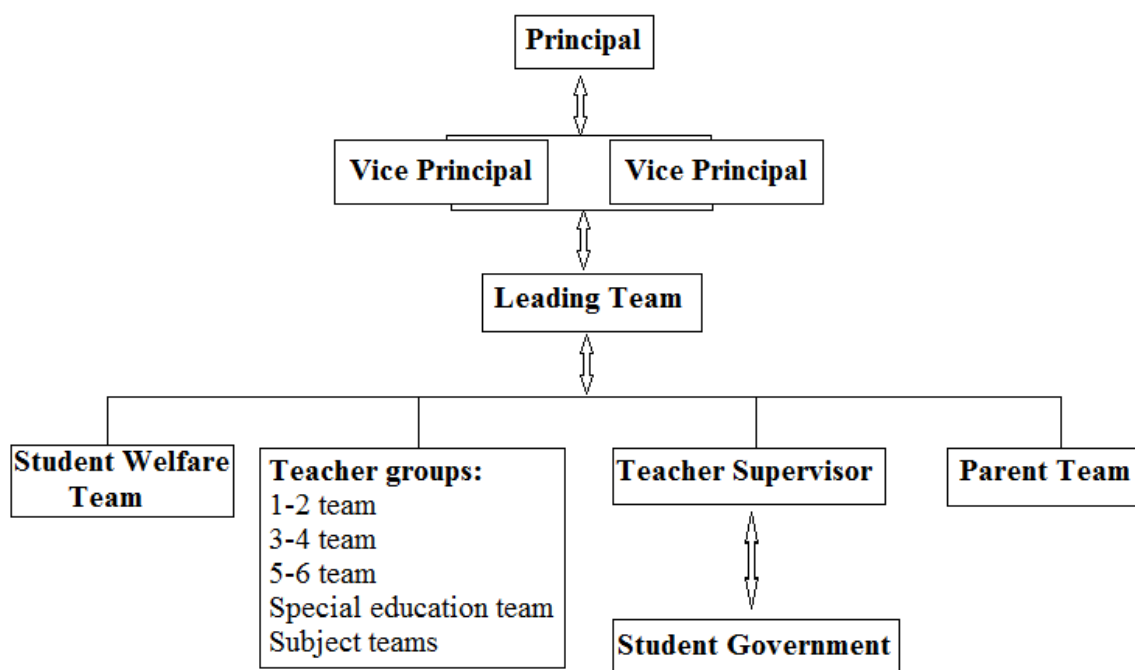 Principal
Vice Principal
Vice Principal
Leading Team
Student Welfare
Team
Teacher groups:
1-2 team
3-4 team
5-6 team
Special education team
Subject teams
Teacher Supervisor
Parent Team
Student Government